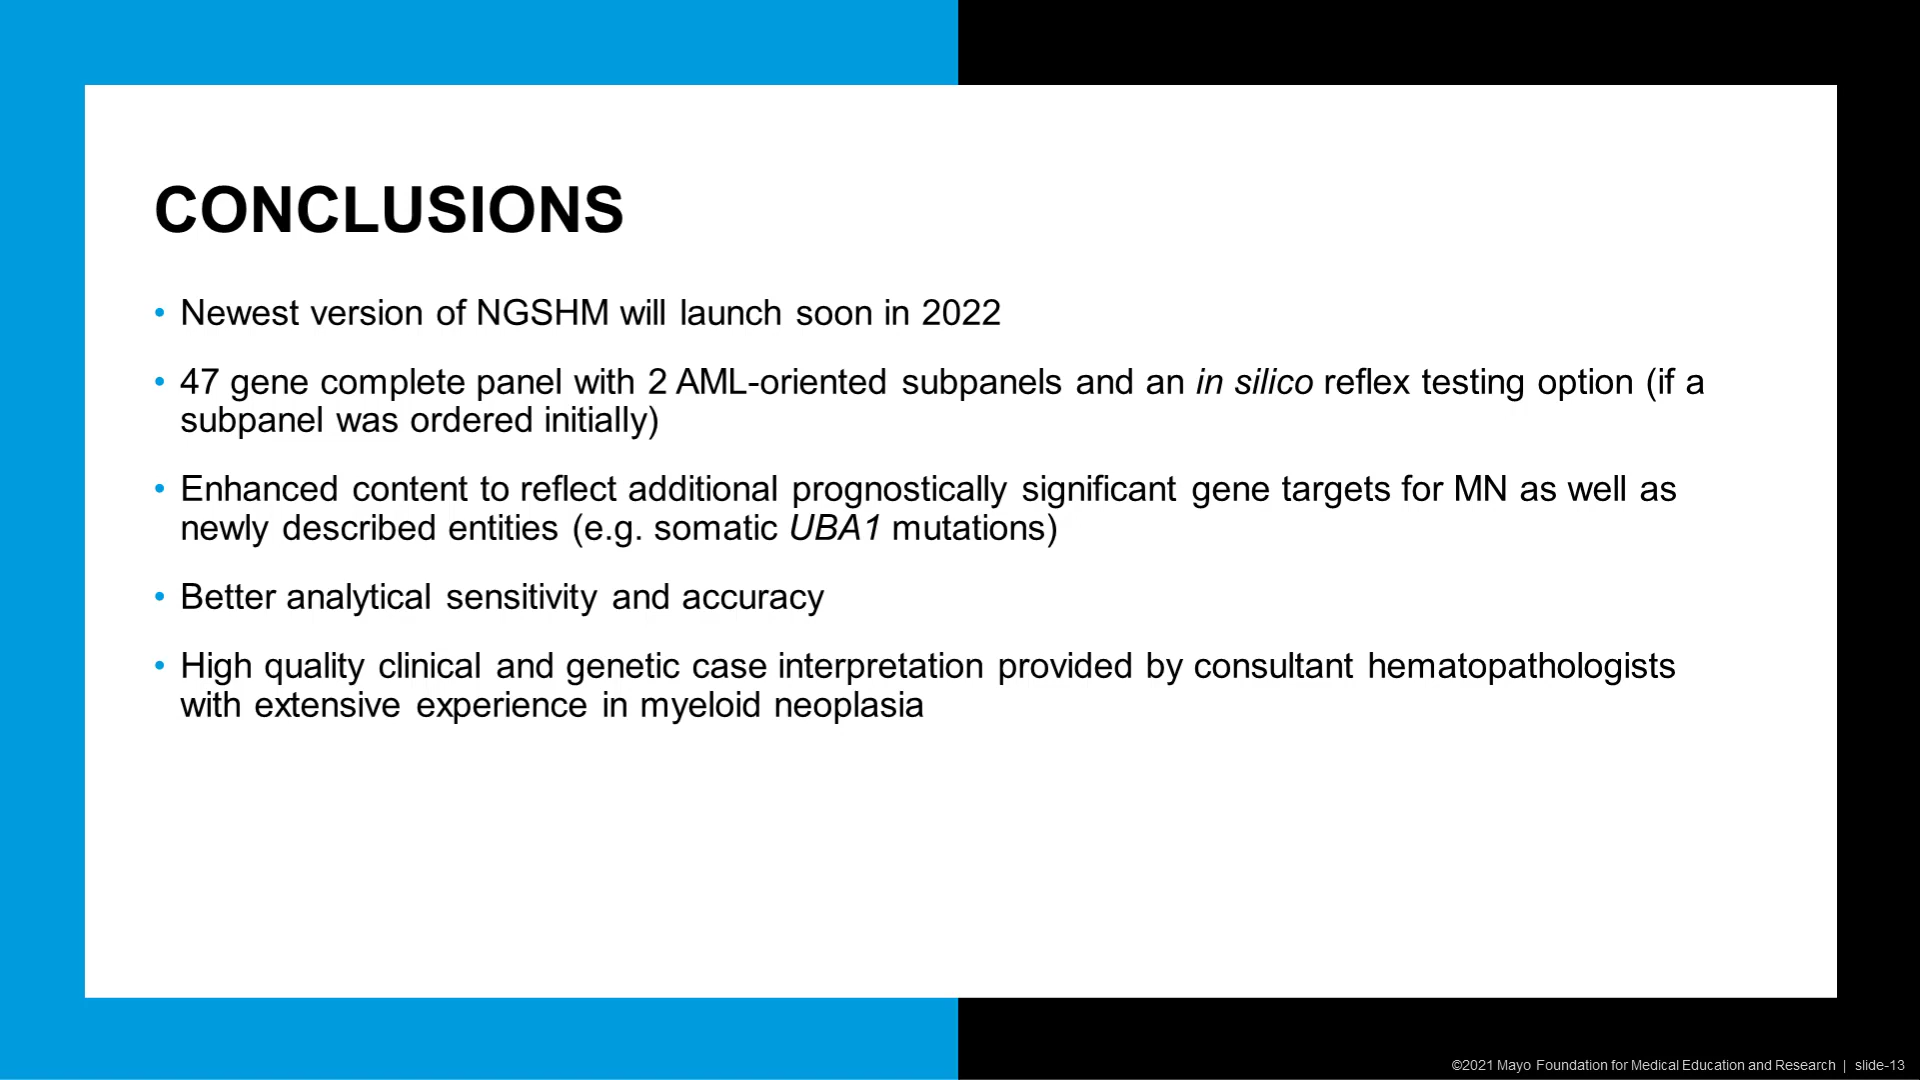 CONCLUSIONS
• Newest version of NGSHM will launch soon in 2022
• 47 gene complete panel with 2 AML-oriented subpanels and an in silico reflex testing option (if a
subpanel was ordered initially)
• Enhanced content to reflect additional prognostically significant gene targets for MN as well as
newly described entities (e.g. somatic UBA1 mutations)
• Better analytical sensitivity and accuracy
• High quality clinical and genetic case interpretation provided by consultant hematopathologists
with extensive experience in myeloid neoplasia
©2021 Mayo Foundation for Medical Education and Research | slide-13